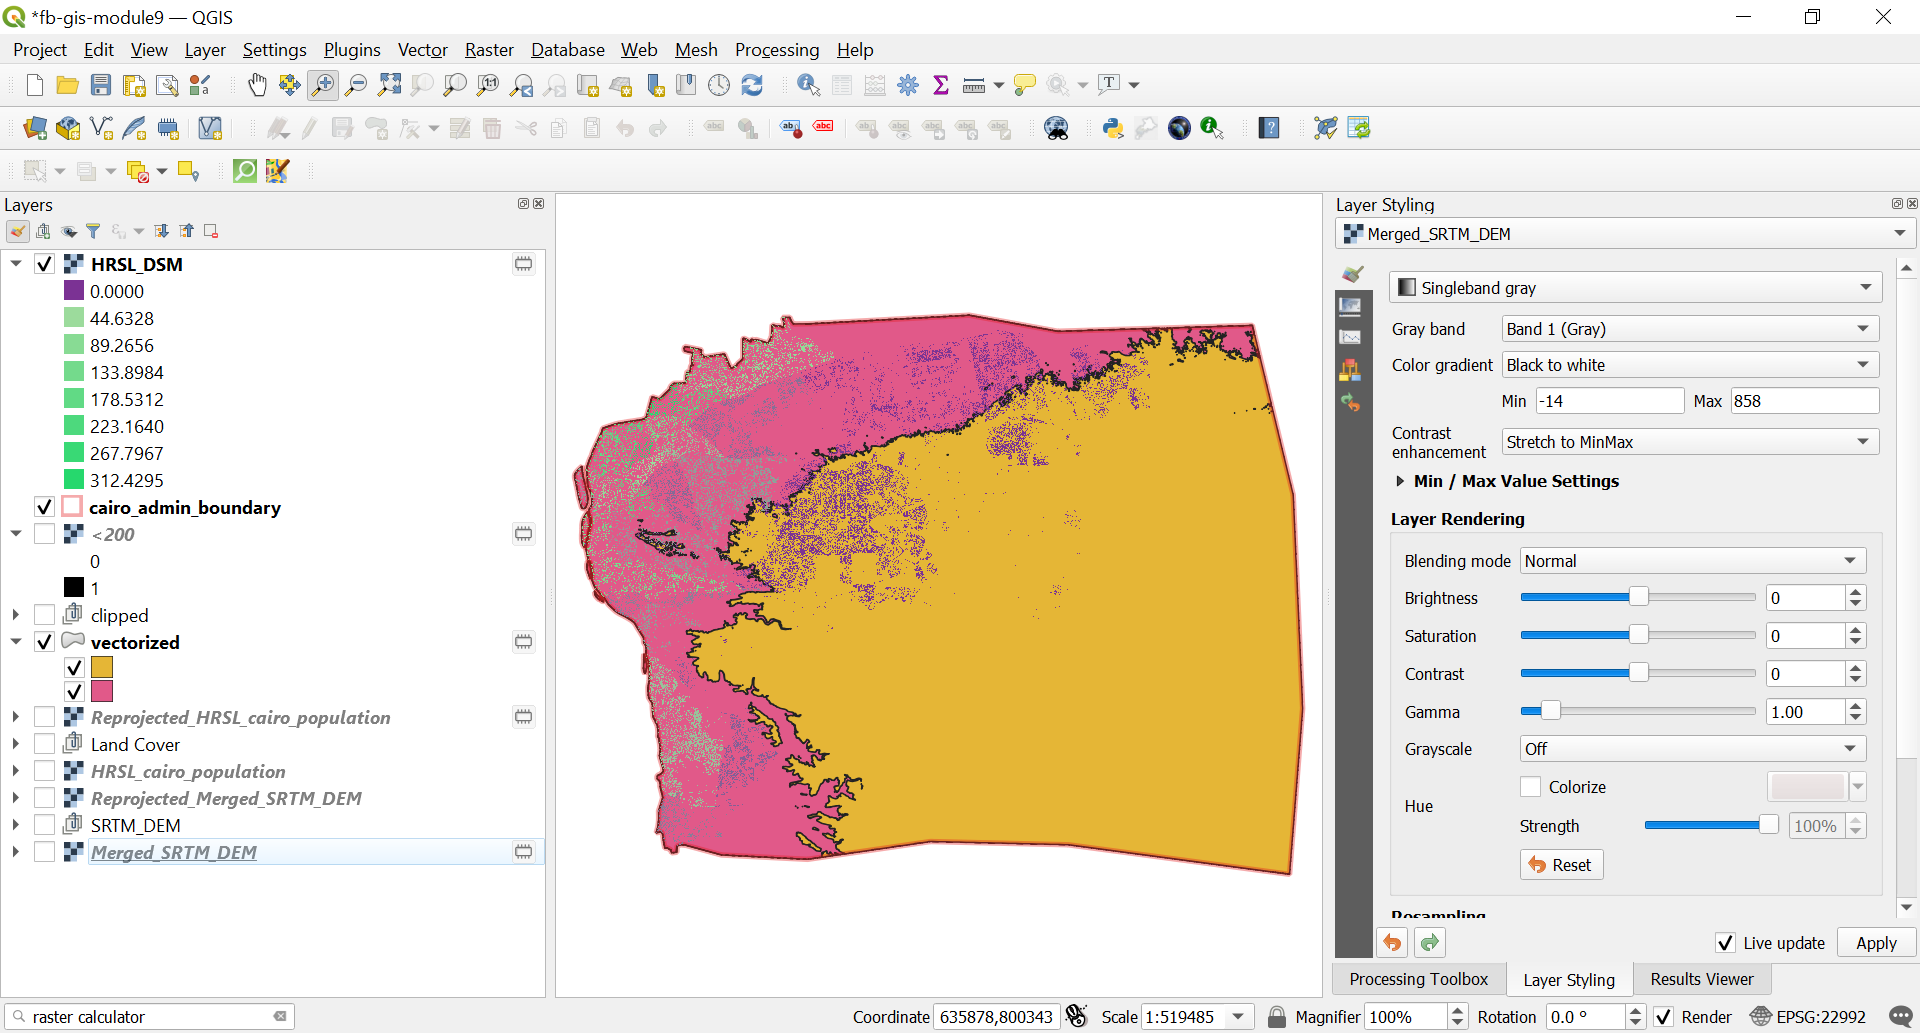 *fb-gis-module9 — QGIS
Project Edit View Layer Settings Plugins Vector Raster Database Web Mesh Processing Help
Layers
HRSL_DSM
0.0000
44.6328
89.2656
133.8984
178.5312
223.1640
267.7967
312.4295
cairo_admin_boundary
<200
0
1
clipped
vectorized
Reprojected_HRSL_cairo_population
Land Cover
HRSL_cairo_population
Reprojected_Merged_SRTM_DEM
SRTM_DEM
Merged_SRTM_DEM
Layer Styling
Merged_SRTM_DEM
Singleband gray
Gray band Band 1 (Gray)
Color gradient Black to white
Min -14 Max 858
Contrast enhancement Stretch to MinMax
Min / Max Value Settings
Layer Rendering
Blending mode Normal
Brightness 0
Saturation 0
Contrast 0
Gamma 1.00
Grayscale Off
Hue Colorize
Strength 100%
Reset
Resampling
Live update Apply
Processing Toolbox Layer Styling Results Viewer
raster calculator Coordinate 635878,800343 Scale 1:519485 Magnifier 100% Rotation 0.0 ° Render EPSG:22992